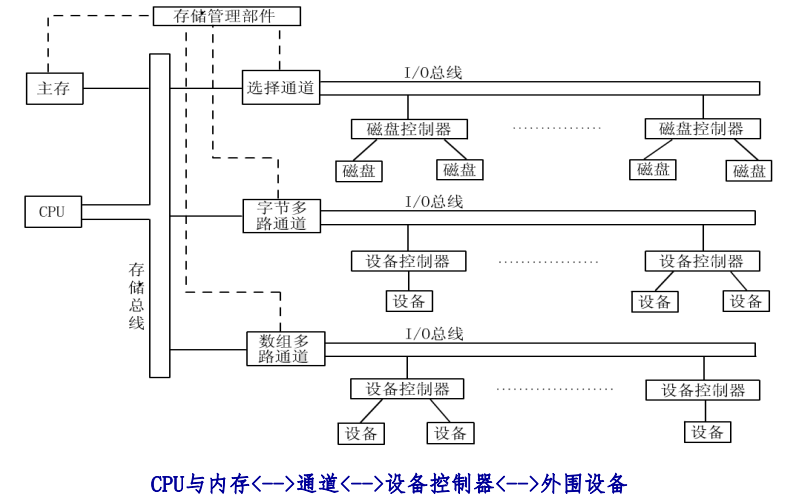 存储管理部件
主存
选择通道
I/O总线
磁盘控制器
磁盘控制器
磁盘
磁盘
磁盘
磁盘
CPU
字节多
路通道
I/O总线
设备控制器
设备控制器
设备
设备
设备
存
储
总
线
数组多
路通道
I/O总线
设备控制器
设备控制器
设备
设备
设备
CPU与内存<-->通道<-->设备控制器<-->外围设备